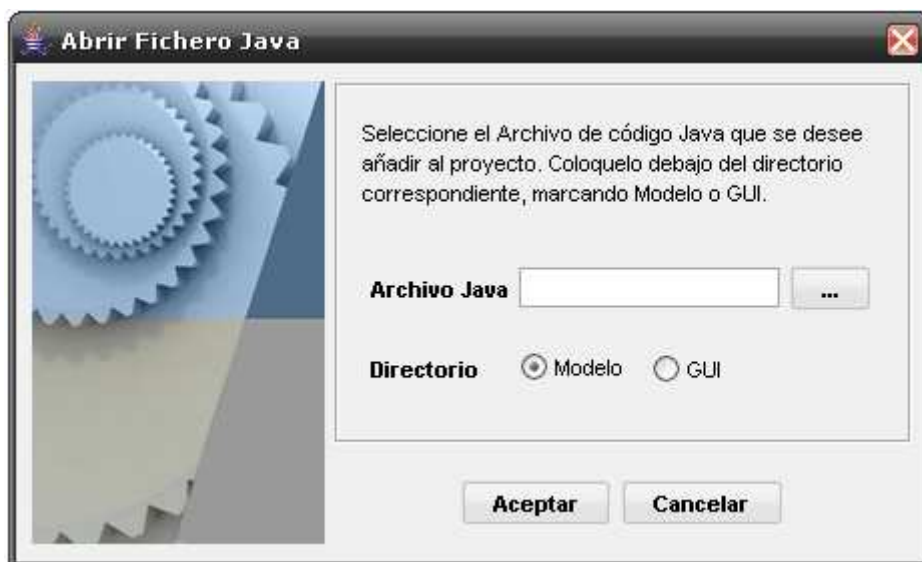 Abrir Fichero Java
Seleccione el Archivo de código Java que se desee
añadir al proyecto. Coloquelo debajo del directorio
correspondiente, marcando Modelo o GUI.
Archivo Java ...
Directorio Modelo GUI
Aceptar Cancelar